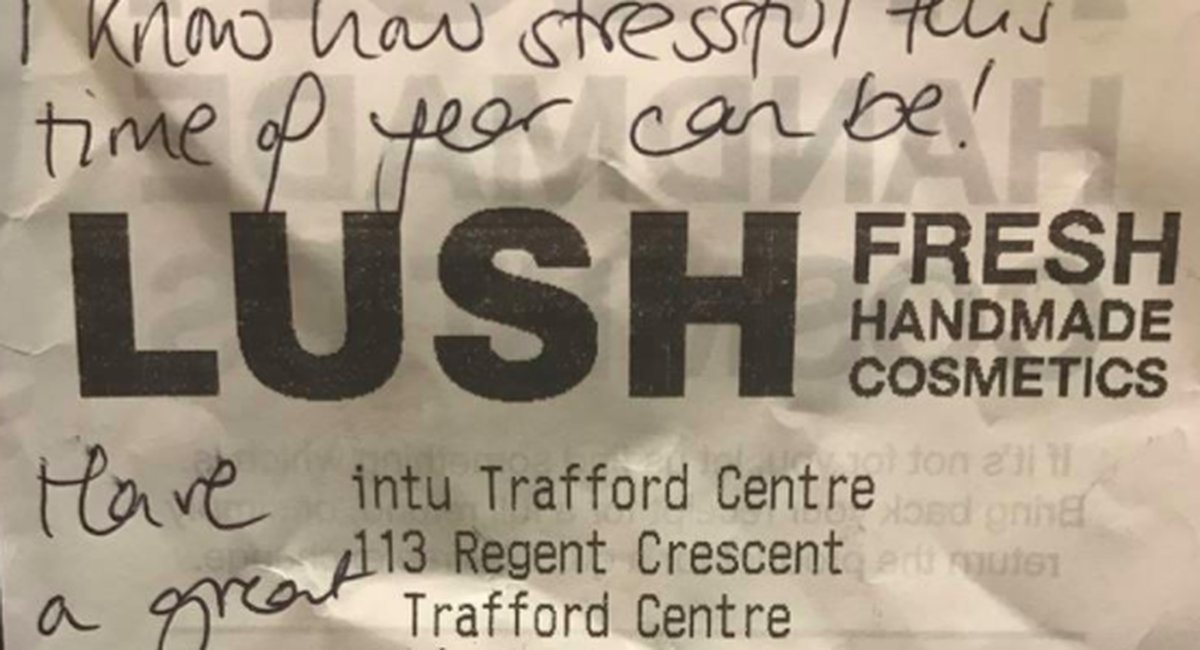 I know how stressful this
time of year can be!
LUSH FRESH
HANDMADE
COSMETICS
Have intu Trafford Centre
113 Regent Crescent
a great Trafford Centre